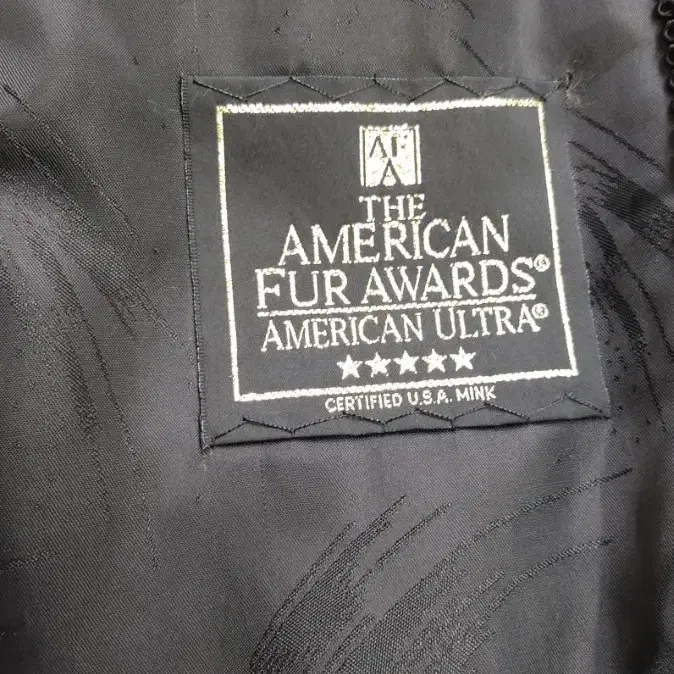 AFA
THE
AMERICAN
FUR AWARDS®
AMERICAN ULTRA®
★★★★★
CERTIFIED U.S.A. MINK